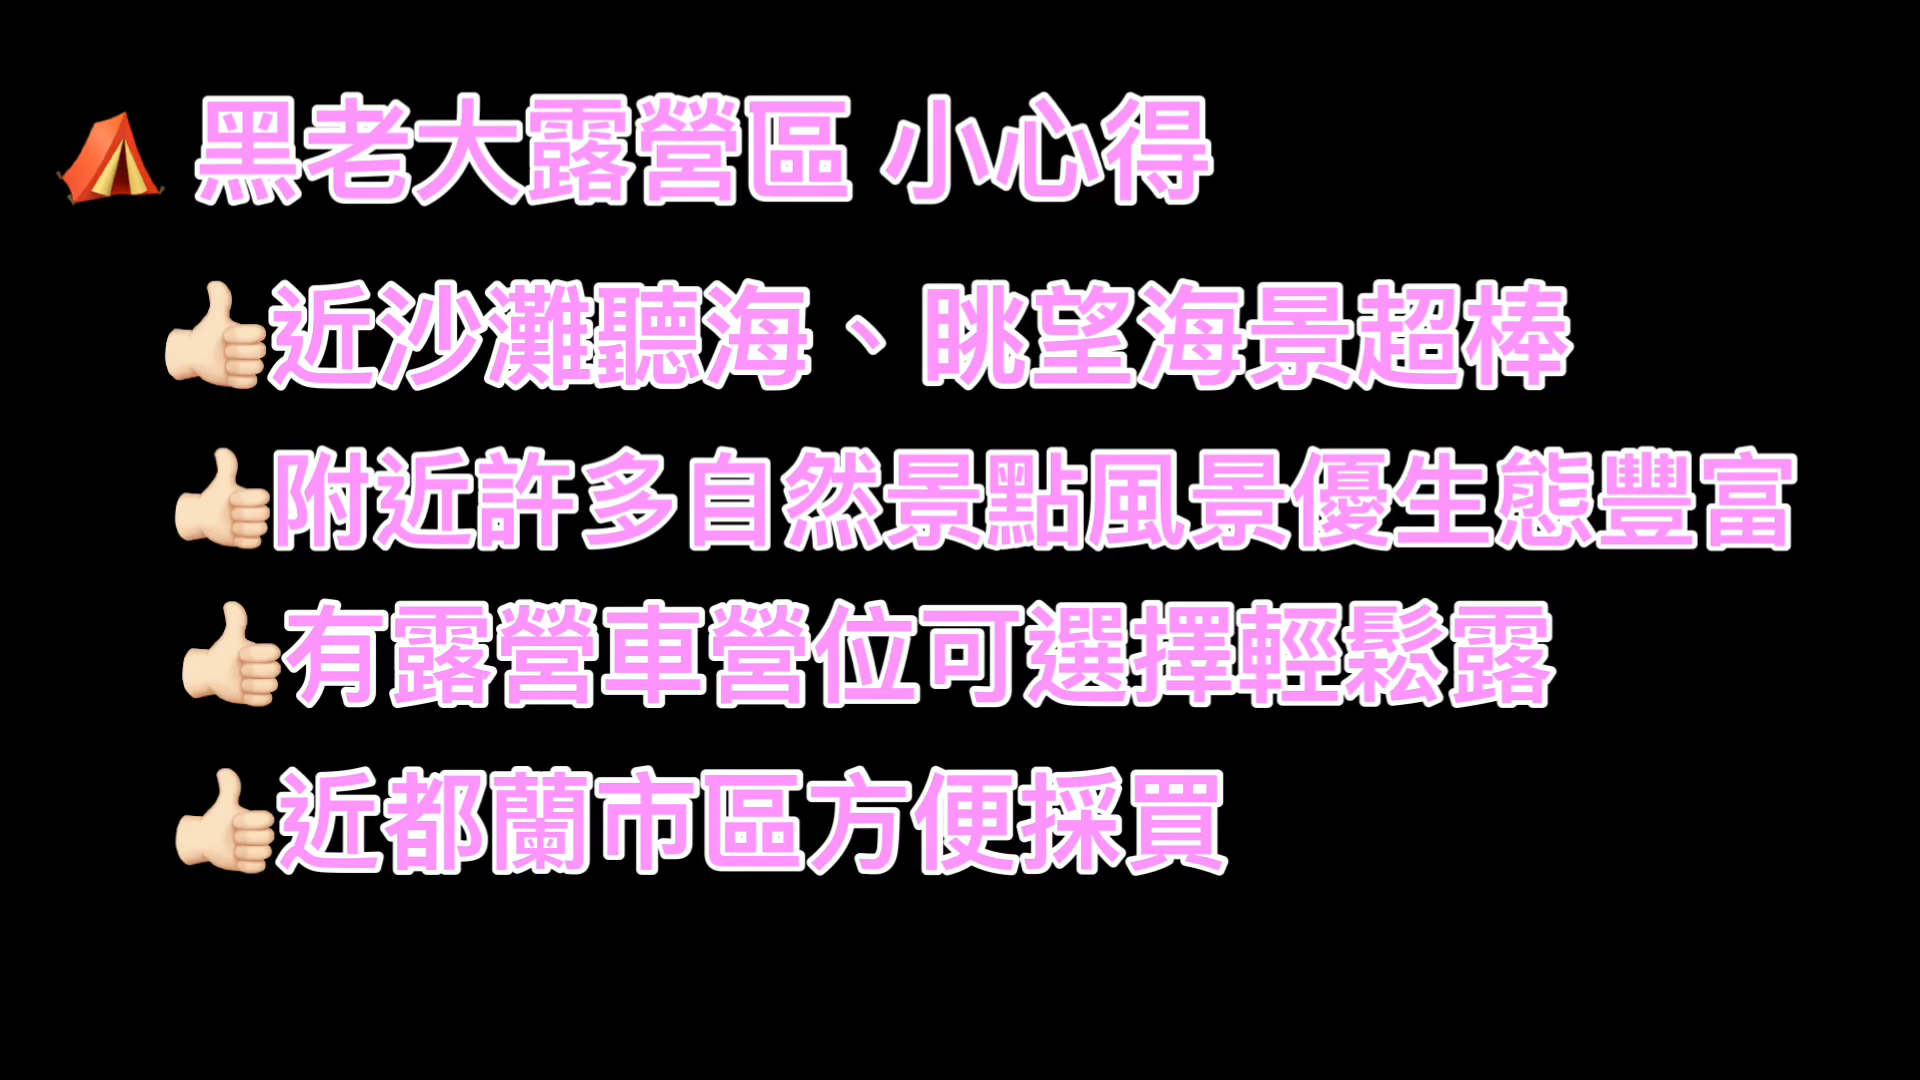 黑老大露營區 小心得
近沙灘聽海、眺望海景超棒
附近許多自然景點風景優生態豐富
有露營車營位可選擇輕鬆露
近都蘭市區方便採買